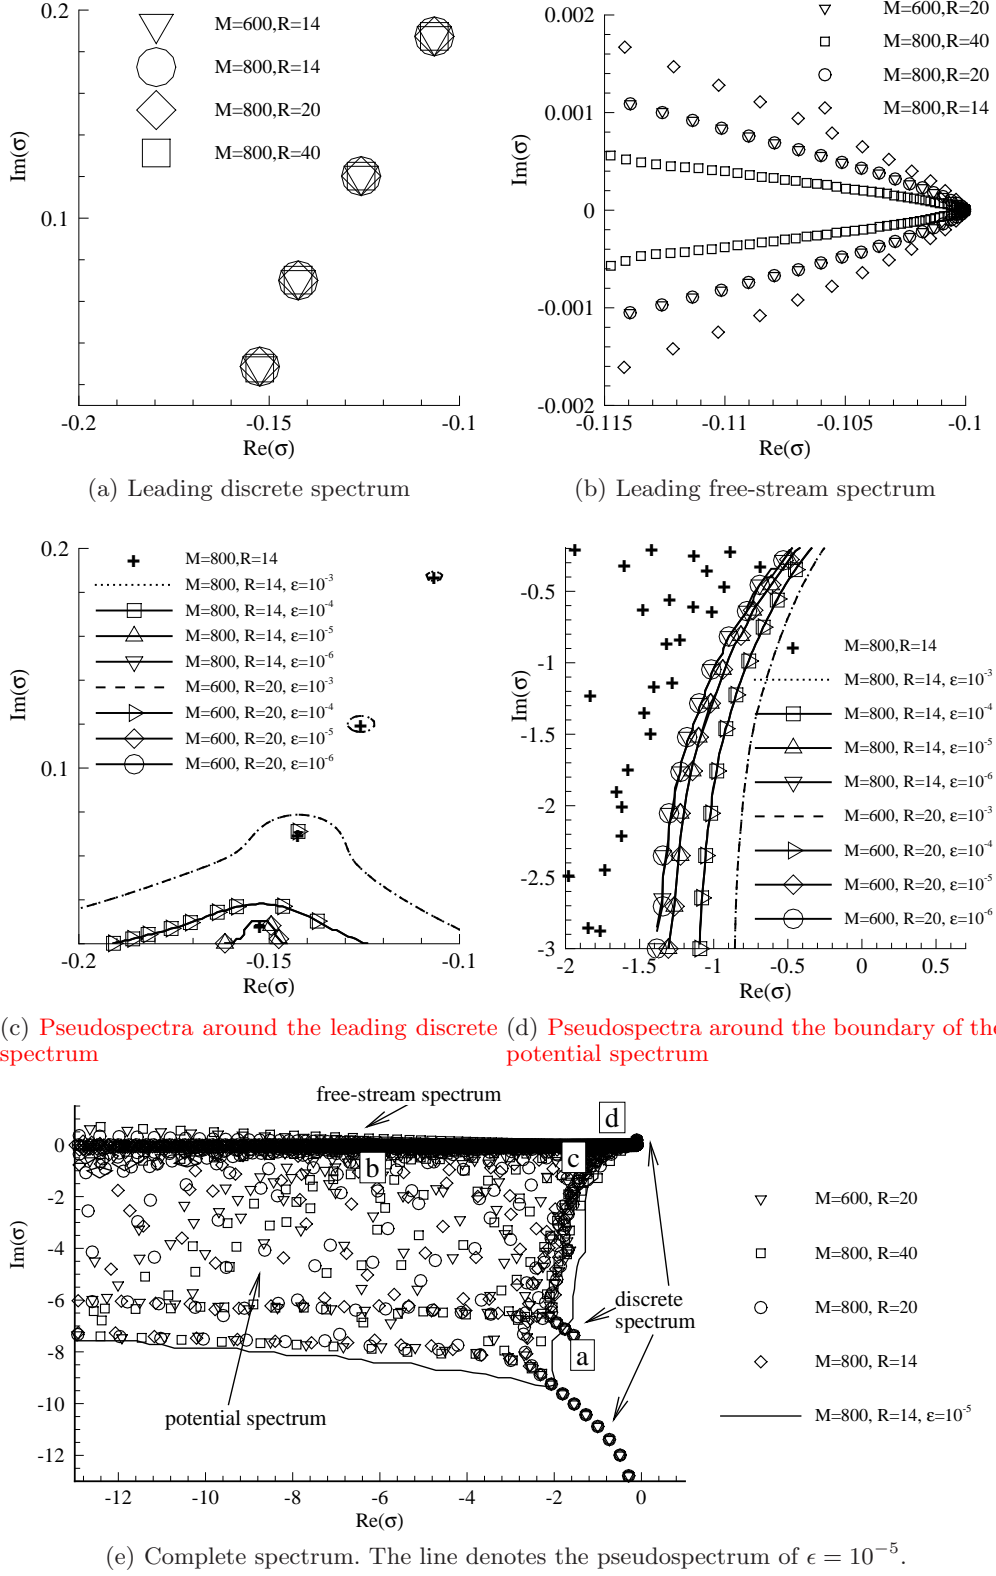 0.2
M=600,R=14
M=800,R=14
M=800,R=20
M=800,R=40
Im(σ)
0.1
-0.2
-0.15
-0.1
Re(σ)
(a) Leading discrete spectrum
0.002
M=600,R=20
M=800,R=40
M=800,R=20
M=800,R=14
0.001
Im(σ)
0
-0.001
-0.002
-0.115
-0.11
-0.105
-0.1
Re(σ)
(b) Leading free-stream spectrum
0.2
M=800,R=14
M=800, R=14, ε=10⁻³
M=800, R=14, ε=10⁻⁴
M=800, R=14, ε=10⁻⁵
M=800, R=14, ε=10⁻⁶
M=600, R=20, ε=10⁻³
M=600, R=20, ε=10⁻⁴
M=600, R=20, ε=10⁻⁵
M=600, R=20, ε=10⁻⁶
Im(σ)
0.1
-0.2
-0.15
-0.1
Re(σ)
(c) Pseudospectra around the leading discrete
spectrum
-0.5
-1
-1.5
-2
-2.5
-3
Im(σ)
M=800,R=14
M=800, R=14, ε=10⁻³
M=800, R=14, ε=10⁻⁴
M=800, R=14, ε=10⁻⁵
M=800, R=14, ε=10⁻⁶
M=600, R=20, ε=10⁻³
M=600, R=20, ε=10⁻⁴
M=600, R=20, ε=10⁻⁵
M=600, R=20, ε=10⁻⁶
-2
-1.5
-1
-0.5
0
0.5
Re(σ)
(d) Pseudospectra around the boundary of the
potential spectrum
free-stream spectrum
d
b
c
a
0
-2
-4
-6
-8
-10
-12
Im(σ)
discrete
spectrum
potential spectrum
M=600, R=20
M=800, R=40
M=800, R=20
M=800, R=14
M=800, R=14, ε=10⁻⁵
-12
-10
-8
-6
-4
-2
0
Re(σ)
(e) Complete spectrum. The line denotes the pseudospectrum of ϵ = 10⁻⁵.